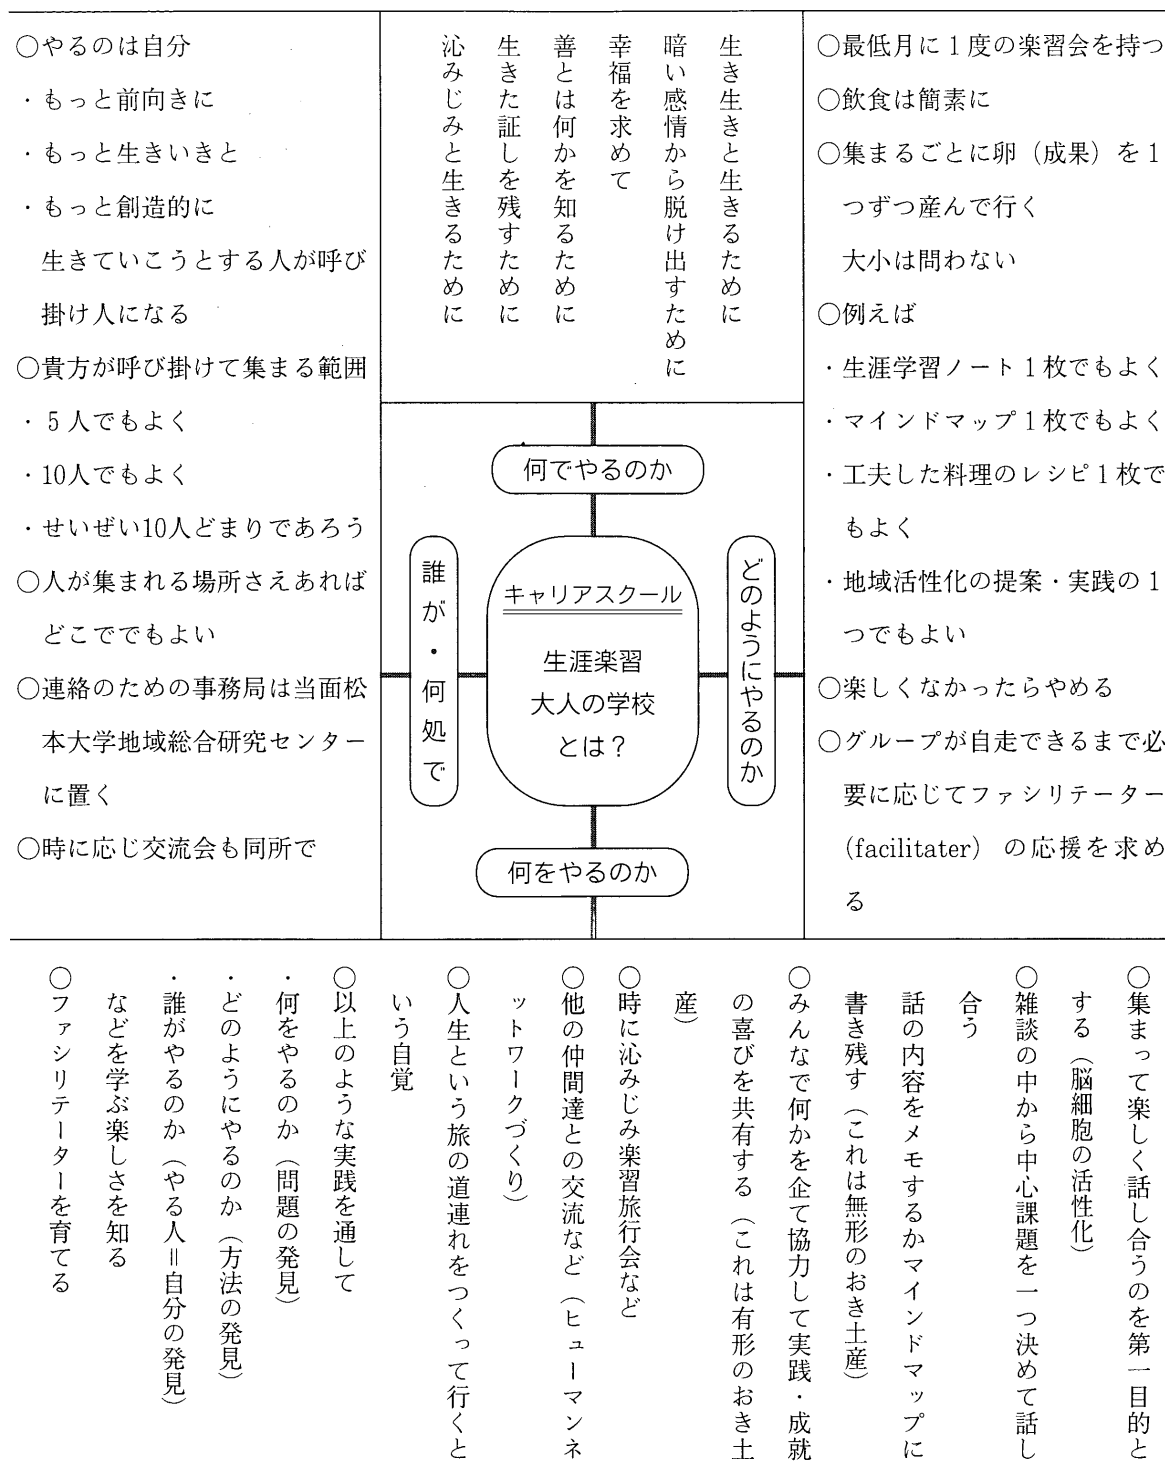 ○やるのは自分
・もっと前向きに
・もっと生きいきと
・もっと創造的に
生きていこうとする人が呼び
掛け人になる
○貴方が呼び掛けて集まる範囲
・5人でもよく
・10人でもよく
・せいぜい10人どまりであろう
○人が集まれる場所さえあれば
どこででもよい
○連絡のための事務局は当面松
本大学地域総合研究センター
に置く
○時に応じ交流会も同所で
生き生きと生きるために
暗い感情から脱け出すために
幸福を求めて
善とは何かを知るために
生きた証しを残すために
沁みじみと生きるために
何でやるのか
誰が・何処で
キャリアスクール
生涯楽習
大人の学校
とは？
どのようにやるのか
何をやるのか
○最低月に1度の楽習会を持つ
○飲食は簡素に
○集まるごとに卵（成果）を1
つずつ産んで行く
大小は問わない
○例えば
・生涯学習ノート1枚でもよく
・マインドマップ1枚でもよく
・工夫した料理のレシピ1枚で
もよく
・地域活性化の提案・実践の1
つでもよい
○楽しくなかったらやめる
○グループが自走できるまで必
要に応じてファシリテーター
(facilitater) の応援を求め
る
○集まって楽しく話し合うのを第一目的と
する（脳細胞の活性化）
○雑談の中から中心課題を一つ決めて話し
合う
話の内容をメモするかマインドマップに
書き残す（これは無形のおき土産）
○みんなで何かを企て協力して実践・成就
の喜びを共有する（これは有形のおき土
産）
○時に沁みじみ楽習旅行会など
○他の仲間達との交流など（ヒューマンネ
ットワークづくり）
○人生という旅の道連れをつくって行くと
いう自覚
○以上のような実践を通して
・何をやるのか（問題の発見）
・どのようにやるのか（方法の発見）
・誰がやるのか（やる人＝自分の発見）
などを学ぶ楽しさを知る
○ファシリテーターを育てる